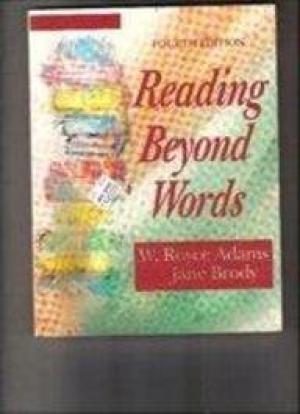 FOURTH EDITION
Reading
Beyond
Words
W. Royce Adams
Jane Brody